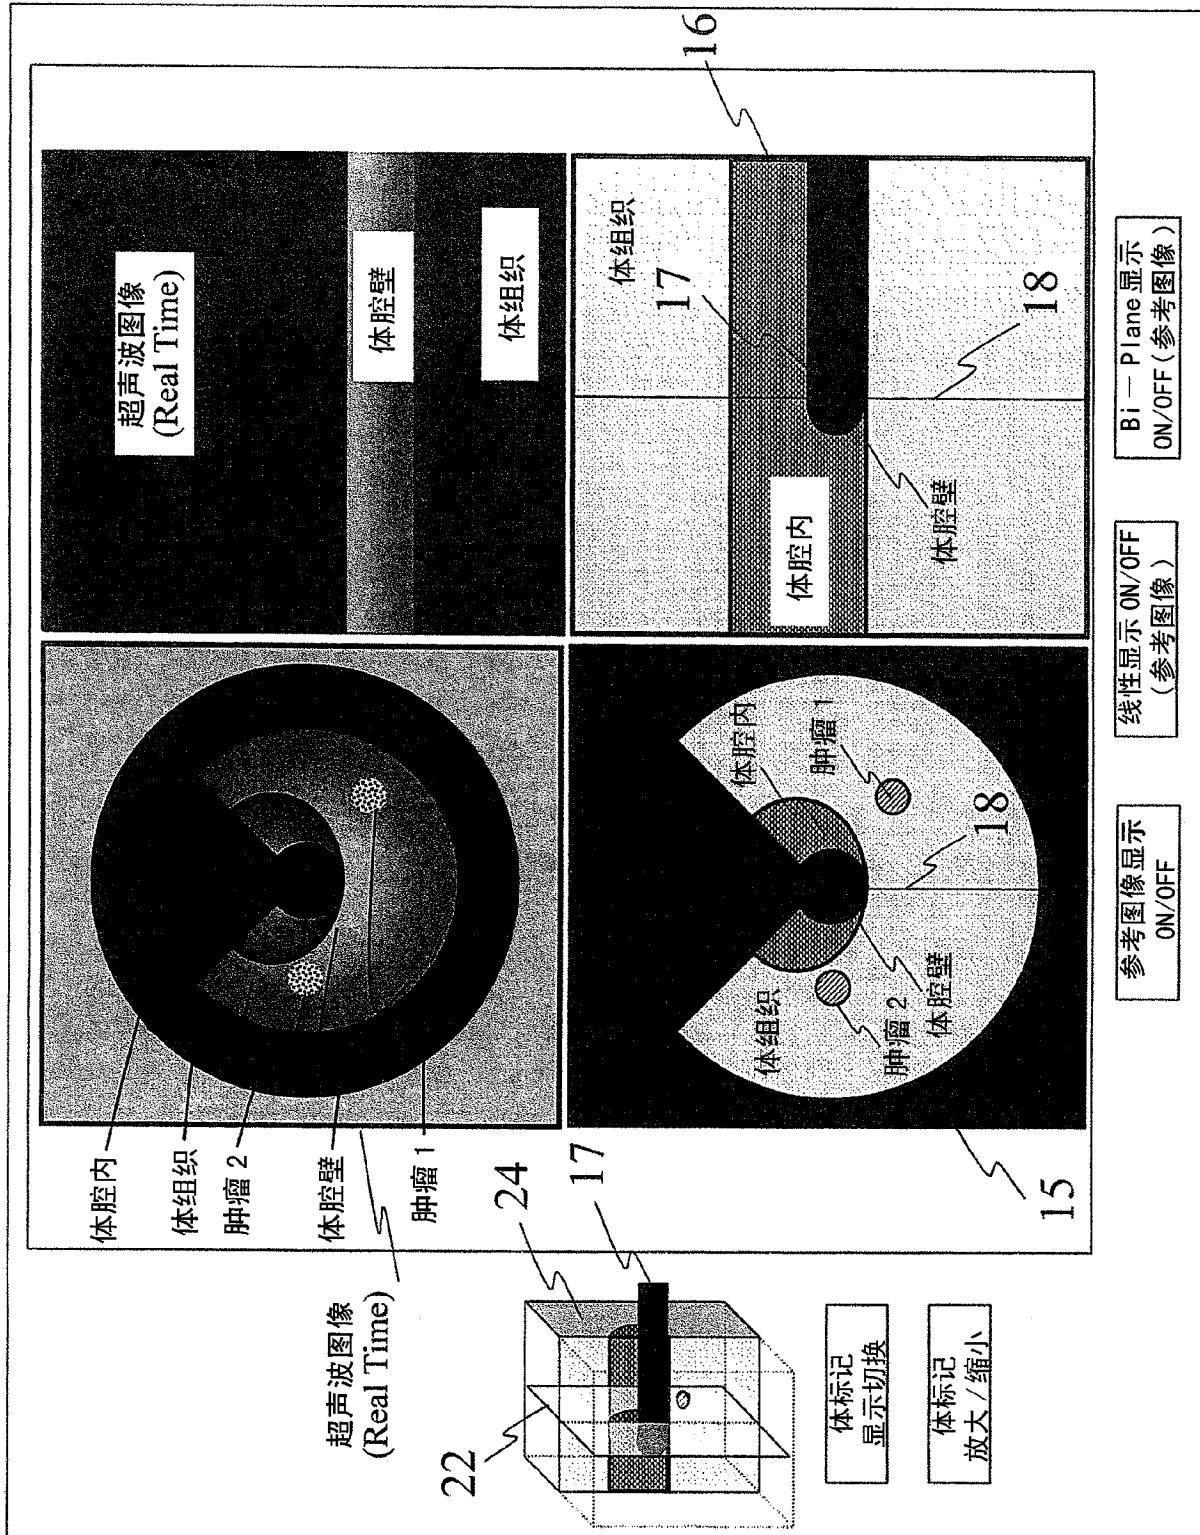 超声波图像
(Real Time)
体腔内
体组织
肿瘤2
体腔壁
肿瘤1
超声波图像
(Real Time)
体腔壁
体组织
22
24
17
体标记
显示切换
体标记
放大/缩小
15
体组织
体腔内
肿瘤1
肿瘤2
体腔壁
18
16
体组织
17
体腔内
体腔壁
18
参考图像显示
ON/OFF
线性显示 ON/OFF
(参考图像)
Bi－Plane显示
ON/OFF(参考图像)